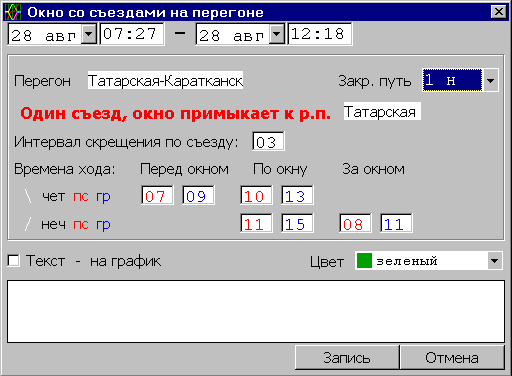 Окно со съездами на перегоне
28 авг 07:27 – 28 авг 12:18
Перегон Татарская-Каратканск Закр. путь 1 н
Один съезд, окно примыкает к р.п. Татарская
Интервал скрещения по съезду: 03
Времена хода: Перед окном По окну За окном
\ чет пс гр 07 09 10 13
/ неч пс гр 11 15 08 11
Текст - на график Цвет зеленый
Запись Отмена